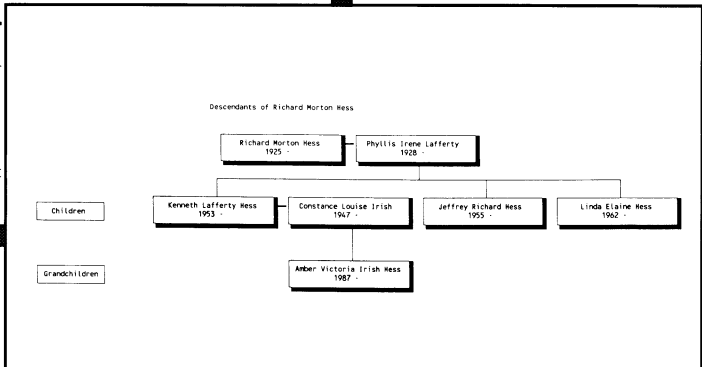 Descendants of Richard Morton Hess
Richard Morton Hess
1925 -
Phyllis Irene Lafferty
1928 -
Children
Kenneth Lafferty Hess
1953 -
Constance Louise Irish
1947 -
Jeffrey Richard Hess
1955 -
Linda Elaine Hess
1962 -
Grandchildren
Amber Victoria Irish Hess
1987 -